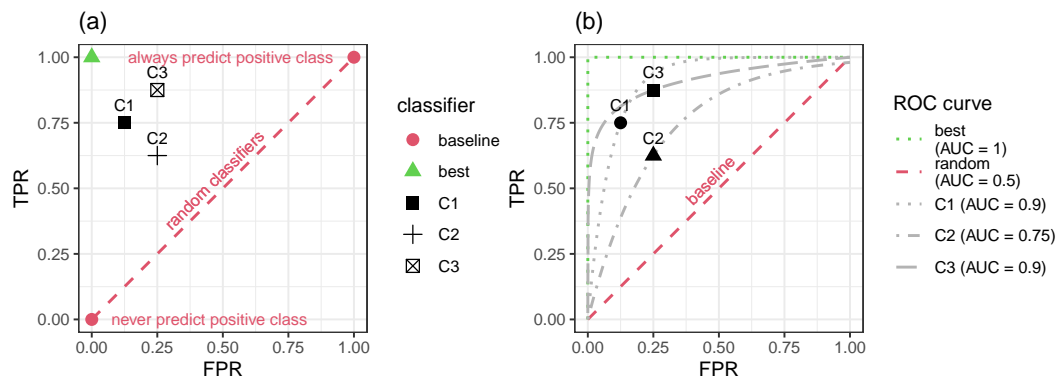 (a)
1.00
0.75
0.50
0.25
0.00
TPR
0.00
0.25
0.50
0.75
1.00
FPR
always predict positive class
C3
C1
C2
random classifiers
never predict positive class
classifier
baseline
best
C1
C2
C3
(b)
1.00
0.75
0.50
0.25
0.00
TPR
0.00
0.25
0.50
0.75
1.00
FPR
C3
C1
C2
baseline
ROC curve
best
(AUC = 1)
random
(AUC = 0.5)
C1 (AUC = 0.9)
C2 (AUC = 0.75)
C3 (AUC = 0.9)